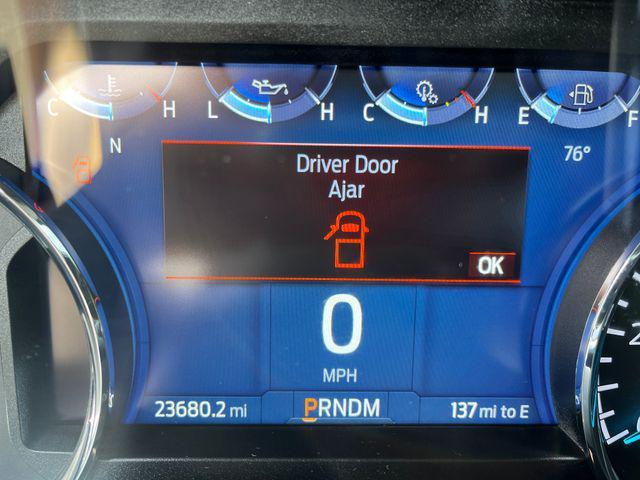 C H L H C H E F
N
76°
Driver Door
Ajar
OK
0
MPH
23680.2 mi PRNDM 137 mi to E